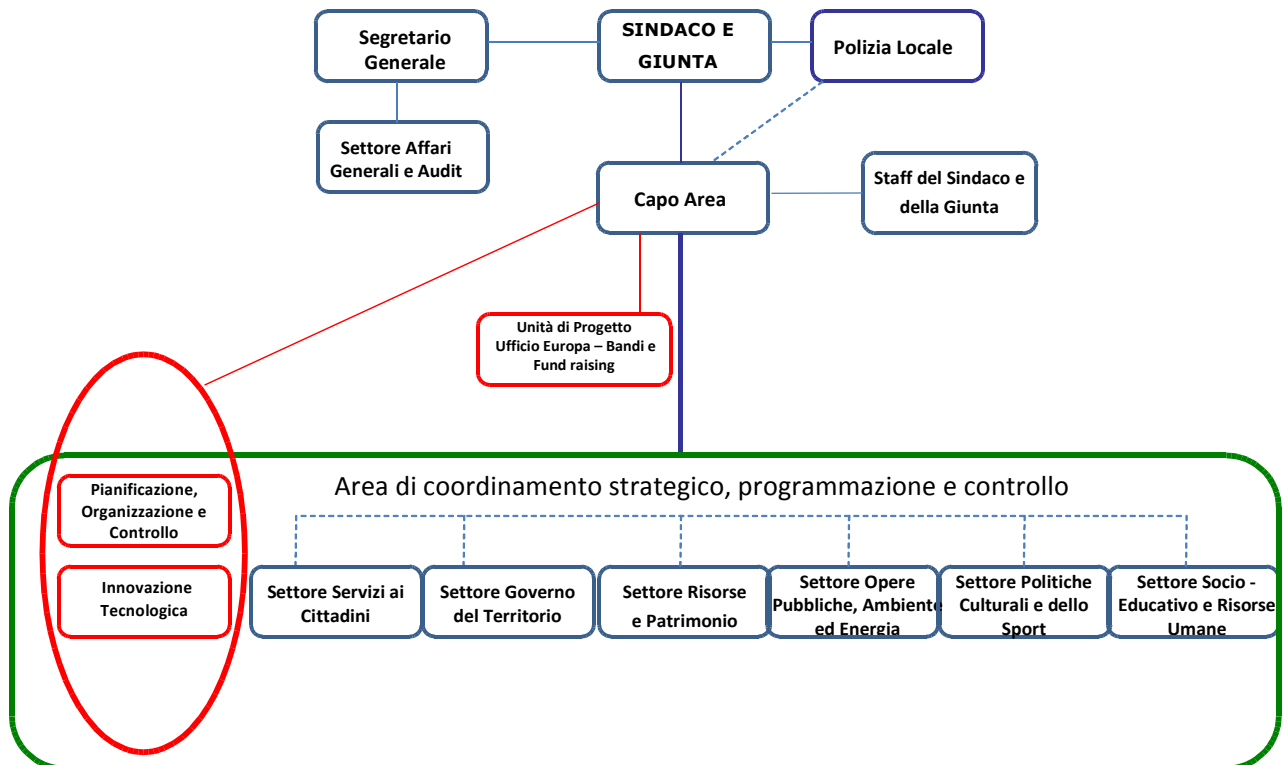 Segretario
Generale
SINDACO E
GIUNTA
Polizia Locale
Settore Affari
Generali e Audit
Capo Area
Staff del Sindaco e
della Giunta
Unità di Progetto
Ufficio Europa – Bandi e
Fund raising
Area di coordinamento strategico, programmazione e controllo
Pianificazione,
Organizzazione e
Controllo
Innovazione
Tecnologica
Settore Servizi ai
Cittadini
Settore Governo
del Territorio
Settore Risorse
e Patrimonio
Settore Opere
Pubbliche, Ambiente
ed Energia
Settore Politiche
Culturali e dello
Sport
Settore Socio -
Educativo e Risorse
Umane